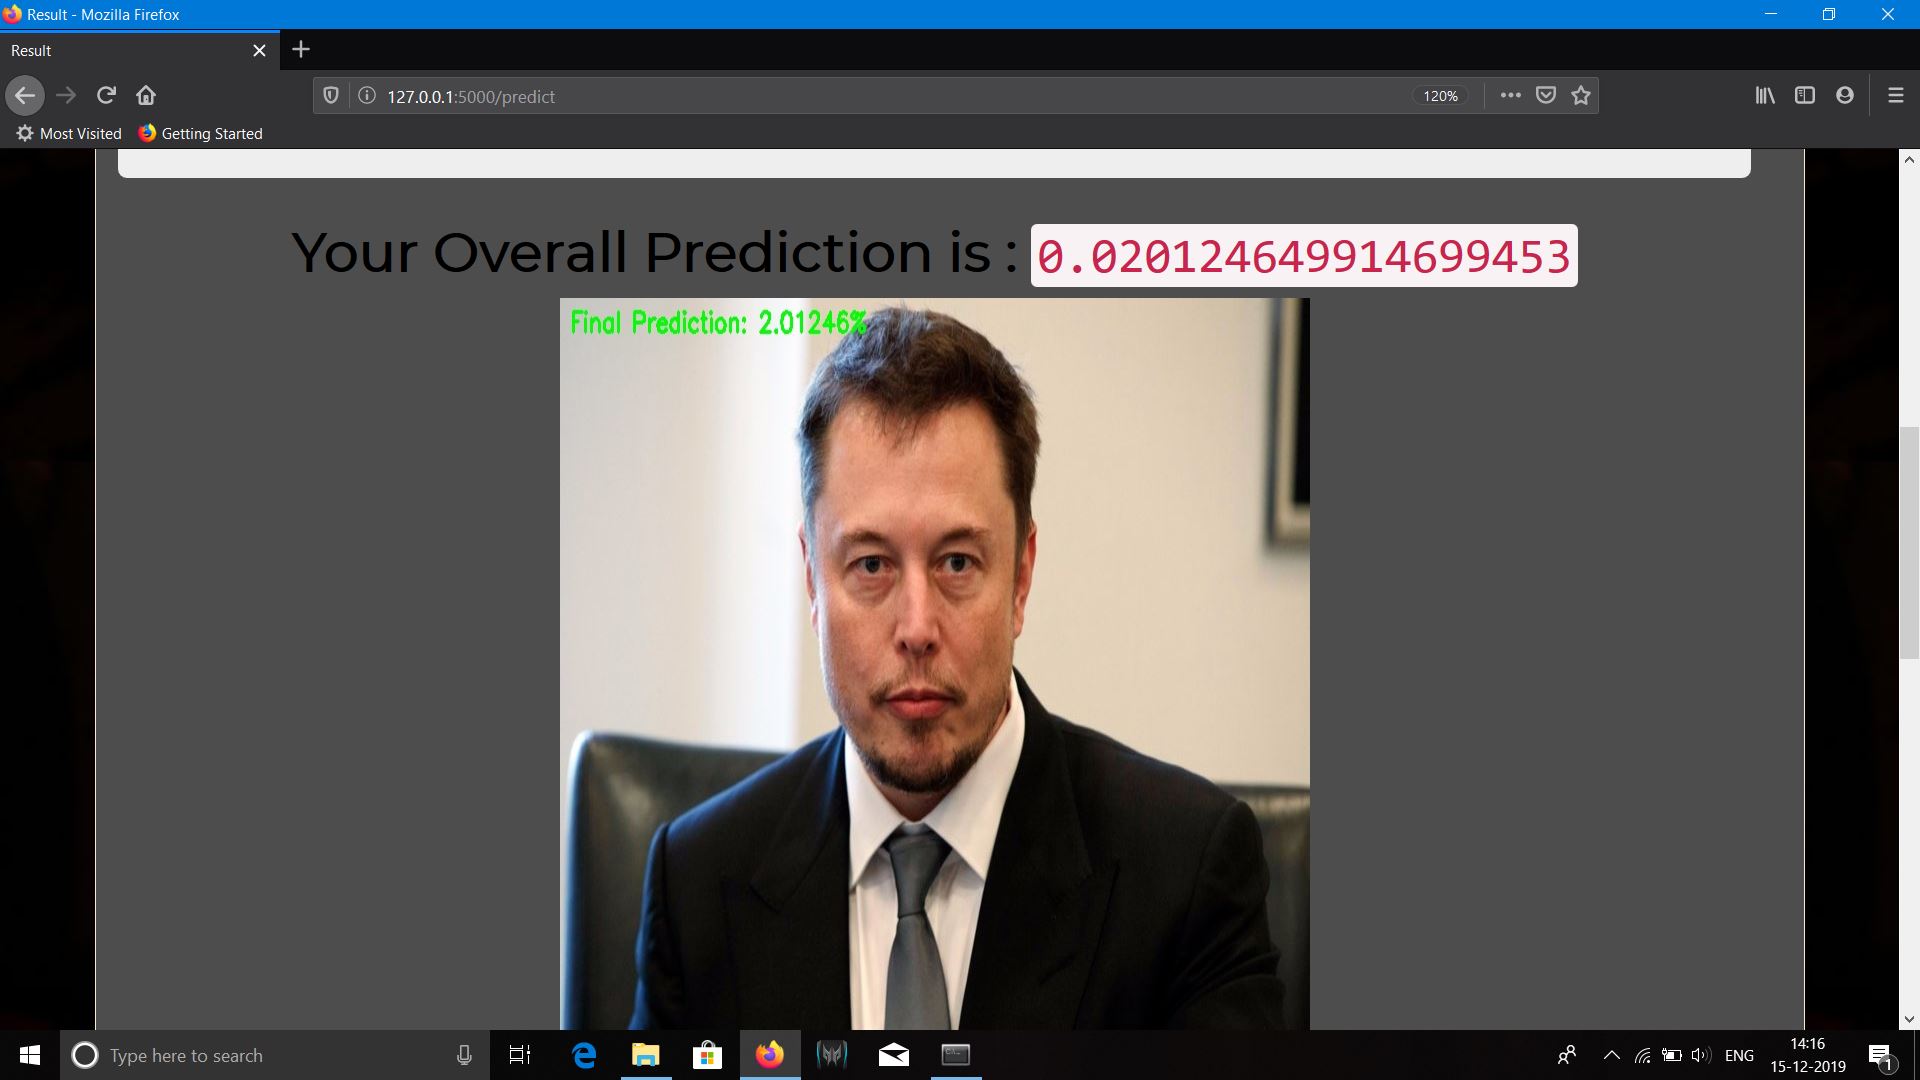 Result - Mozilla Firefox
Result
127.0.0.1:5000/predict
120%
Most Visited
Getting Started
Your Overall Prediction is : 0.020124649914699453
Final Prediction: 2.01246%
Type here to search
ENG
14:16
15-12-2019
1